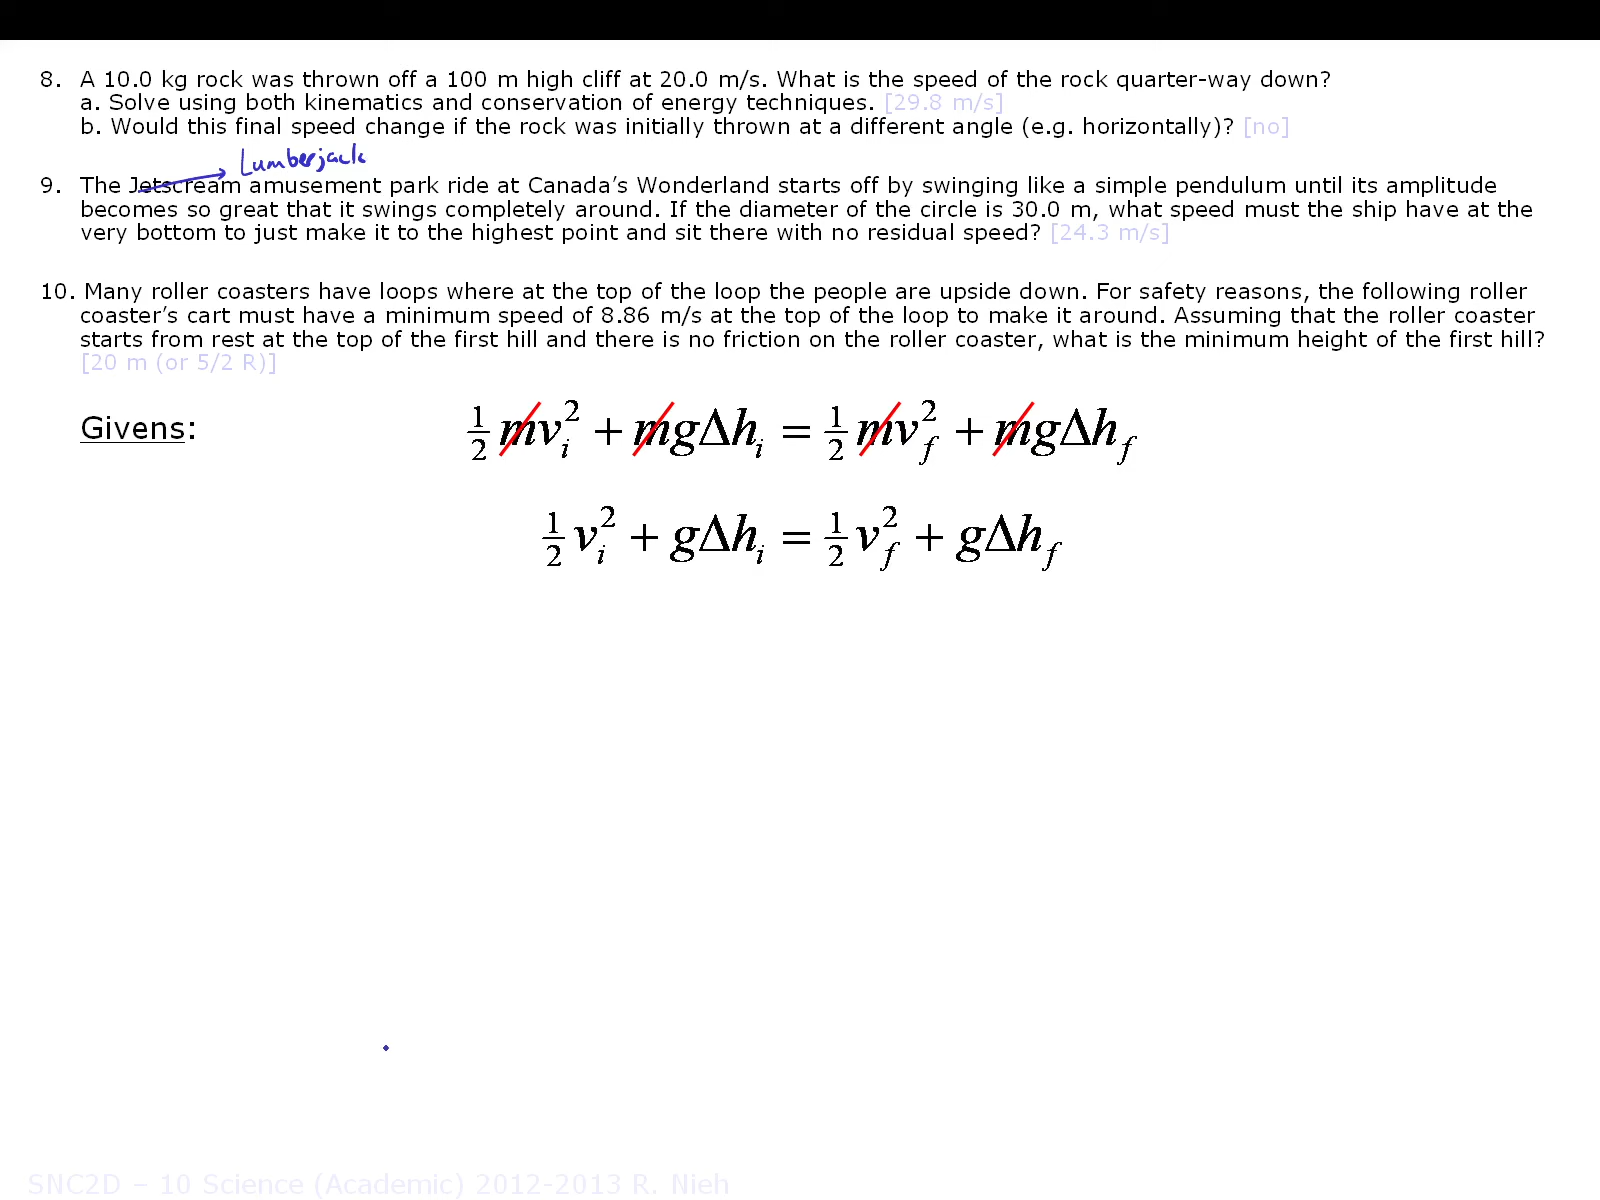 8. A 10.0 kg rock was thrown off a 100 m high cliff at 20.0 m/s. What is the speed of the rock quarter-way down?
a. Solve using both kinematics and conservation of energy techniques. [29.8 m/s]
b. Would this final speed change if the rock was initially thrown at a different angle (e.g. horizontally)? [no]
Lumberjack
9. The Jetscream amusement park ride at Canada's Wonderland starts off by swinging like a simple pendulum until its amplitude
becomes so great that it swings completely around. If the diameter of the circle is 30.0 m, what speed must the ship have at the
very bottom to just make it to the highest point and sit there with no residual speed? [24.3 m/s]
10. Many roller coasters have loops where at the top of the loop the people are upside down. For safety reasons, the following roller
coaster's cart must have a minimum speed of 8.86 m/s at the top of the loop to make it around. Assuming that the roller coaster
starts from rest at the top of the first hill and there is no friction on the roller coaster, what is the minimum height of the first hill?
[20 m (or 5/2 R)]
Givens: ½mv_i² + mgΔh_i = ½mv_f² + mgΔh_f
½v_i² + gΔh_i = ½v_f² + gΔh_f
SNC2D – 10 Science (Academic) 2012-2013 R. Nieh